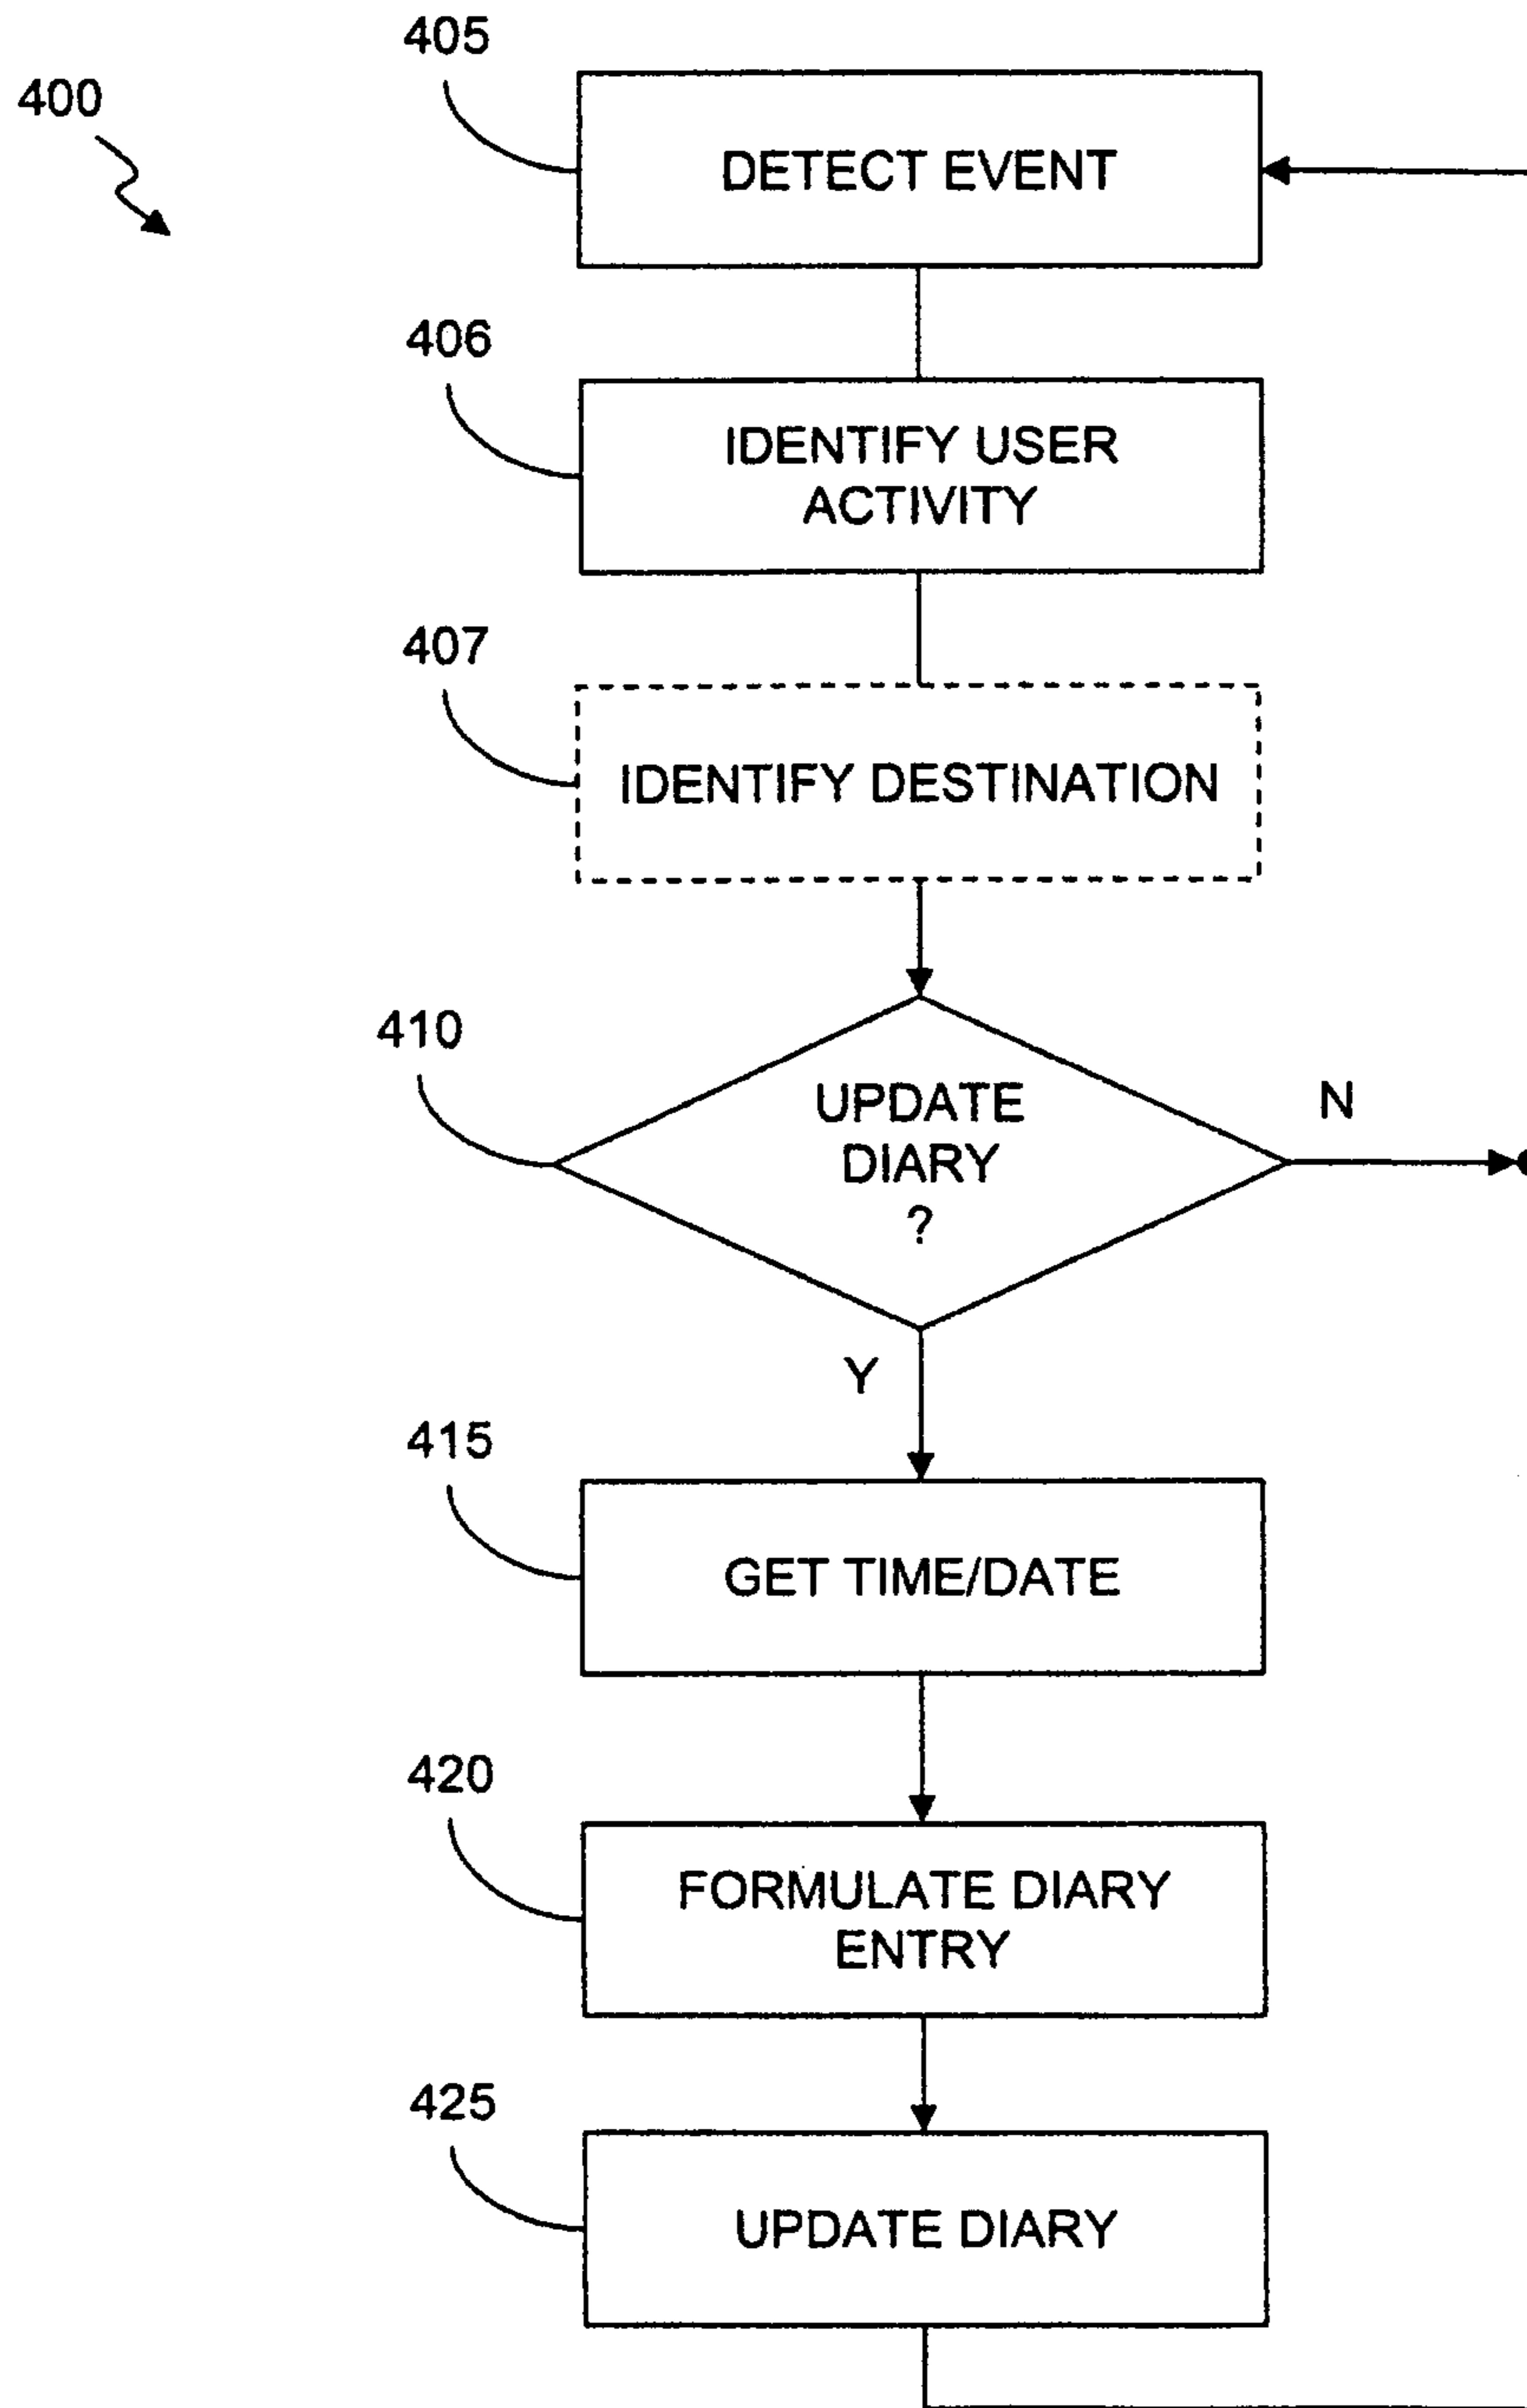 405
400
DETECT EVENT
406
IDENTIFY USER
ACTIVITY
407
IDENTIFY DESTINATION
410
UPDATE
DIARY
?
N
Y
415
GET TIME/DATE
420
FORMULATE DIARY
ENTRY
425
UPDATE DIARY